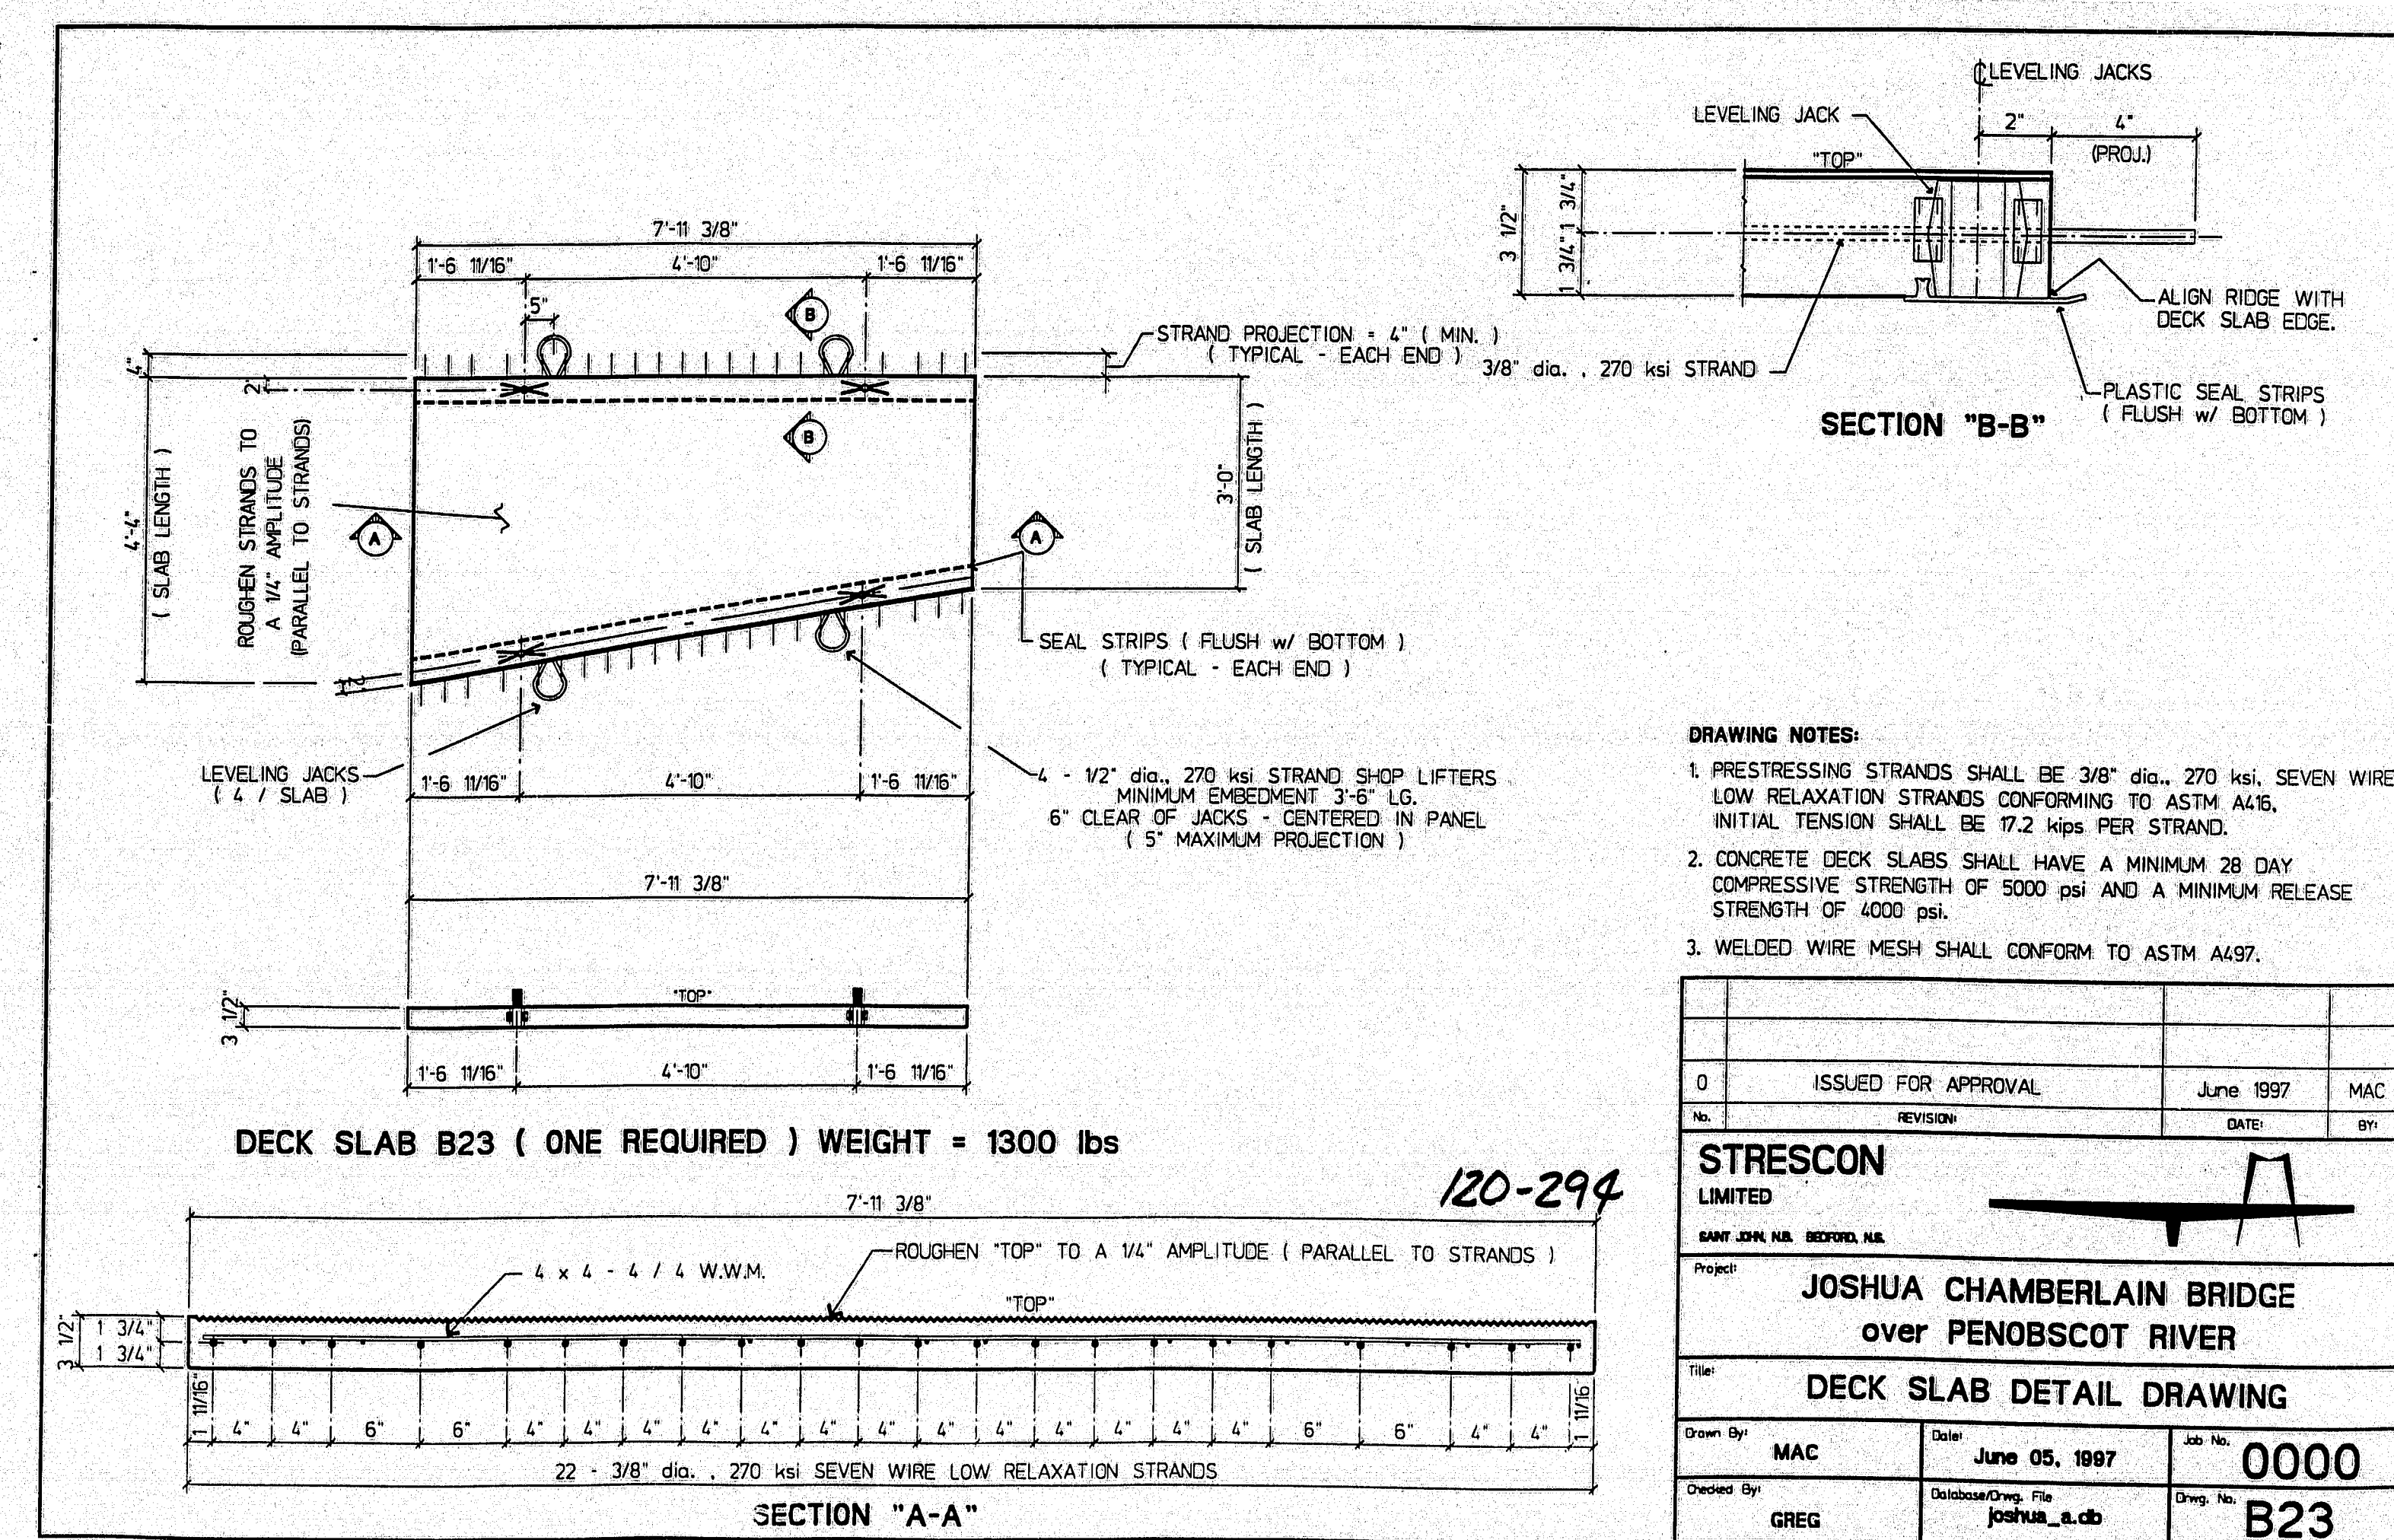 7'-11 3/8"
1'-6 11/16" 4'-10" 1'-6 11/16"
5"
B
4"
STRAND PROJECTION = 4" ( MIN. )
( TYPICAL - EACH END )
2"
B
4'-4"
( SLAB LENGTH )
ROUGHEN STRANDS TO
A 1/4" AMPLITUDE
(PARALLEL TO STRANDS)
A
A
3'-0"
( SLAB LENGTH )
2"
SEAL STRIPS ( FLUSH w/ BOTTOM )
( TYPICAL - EACH END )
LEVELING JACKS
( 4 / SLAB )
1'-6 11/16" 4'-10" 1'-6 11/16"
4 - 1/2" dia., 270 ksi STRAND SHOP LIFTERS
MINIMUM EMBEDMENT 3'-6" LG.
6" CLEAR OF JACKS - CENTERED IN PANEL
( 5" MAXIMUM PROJECTION )
7'-11 3/8"
"TOP"
3 1/2"
1'-6 11/16" 4'-10" 1'-6 11/16"
DECK SLAB B23 ( ONE REQUIRED ) WEIGHT = 1300 lbs
120-294
7'-11 3/8"
ROUGHEN "TOP" TO A 1/4" AMPLITUDE ( PARALLEL TO STRANDS )
4 x 4 - 4 / 4 W.W.M.
"TOP"
3 1/2"
1 3/4"
1 3/4"
1 11/16" 4" 4" 6" 6" 4" 4" 4" 4" 4" 4" 4" 4" 4" 4" 4" 4" 4" 6" 6" 4" 4" 1 11/16
22 - 3/8" dia. , 270 ksi SEVEN WIRE LOW RELAXATION STRANDS
SECTION "A-A"
℄ LEVELING JACKS
LEVELING JACK
2" 4"
(PROJ.)
"TOP"
3 1/2"
1 3/4" 1 3/4"
ALIGN RIDGE WITH
DECK SLAB EDGE.
3/8" dia. , 270 ksi STRAND
PLASTIC SEAL STRIPS
( FLUSH w/ BOTTOM )
SECTION "B-B"
DRAWING NOTES:
1. PRESTRESSING STRANDS SHALL BE 3/8" dia., 270 ksi, SEVEN WIRE
LOW RELAXATION STRANDS CONFORMING TO ASTM A416.
INITIAL TENSION SHALL BE 17.2 kips PER STRAND.
2. CONCRETE DECK SLABS SHALL HAVE A MINIMUM 28 DAY
COMPRESSIVE STRENGTH OF 5000 psi AND A MINIMUM RELEASE
STRENGTH OF 4000 psi.
3. WELDED WIRE MESH SHALL CONFORM TO ASTM A497.
0 ISSUED FOR APPROVAL June 1997 MAC
No. REVISION: DATE: BY:
STRESCON
LIMITED
SAINT JOHN, N.B. BEDFORD, N.S.
Project:
JOSHUA CHAMBERLAIN BRIDGE
over PENOBSCOT RIVER
Title:
DECK SLAB DETAIL DRAWING
Drawn By: MAC
Date: June 05, 1997
Job No. 0000
Checked By: GREG
Database/Drwg. File joshua_a.db
Drwg. No. B23